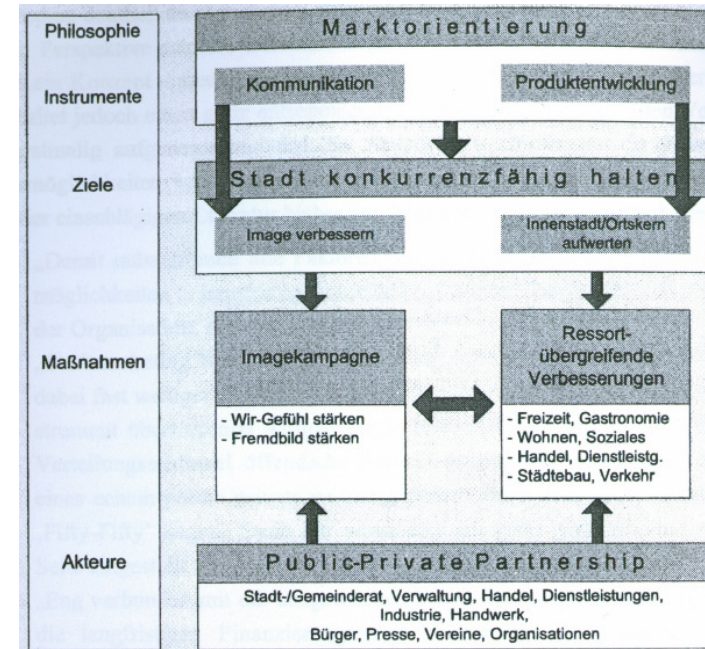 Philosophie
Marktorientierung
Instrumente
Kommunikation
Produktentwicklung
Ziele
Stadt konkurrenzfähig halten
Image verbessern
Innenstadt/Ortskern
aufwerten
Maßnahmen
Imagekampagne
- Wir-Gefühl stärken
- Fremdbild stärken
Ressort-
übergreifende
Verbesserungen
- Freizeit, Gastronomie
- Wohnen, Soziales
- Handel, Dienstleistg.
- Städtebau, Verkehr
Akteure
Public-Private Partnership
Stadt-/Gemeinderat, Verwaltung, Handel, Dienstleistungen,
Industrie, Handwerk,
Bürger, Presse, Vereine, Organisationen